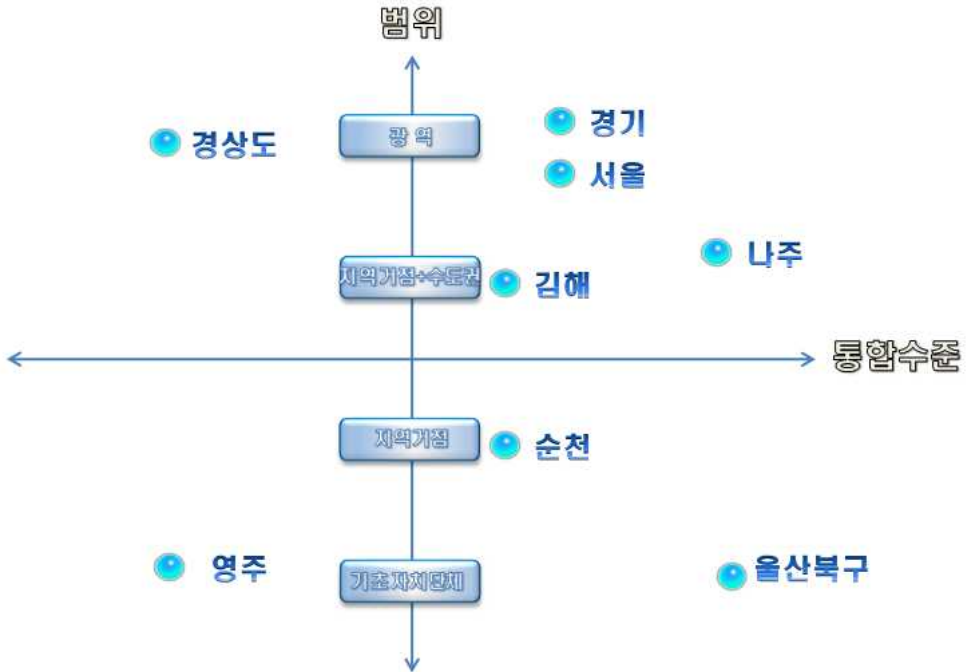 범위
광 역
경기
경상도
서울
나주
지역거점+수도권
김해
통합수준
지역거점
순천
영주
기초자치단체
울산북구